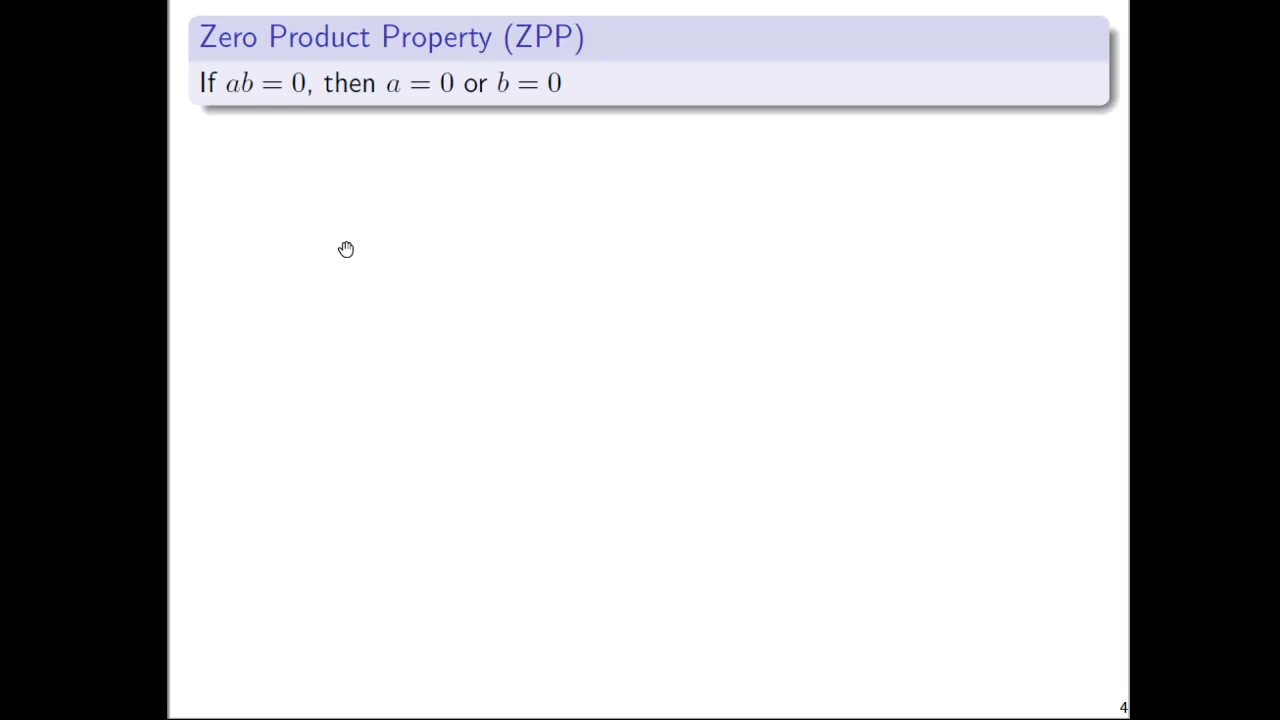 Zero Product Property (ZPP)
If ab = 0, then a = 0 or b = 0
4